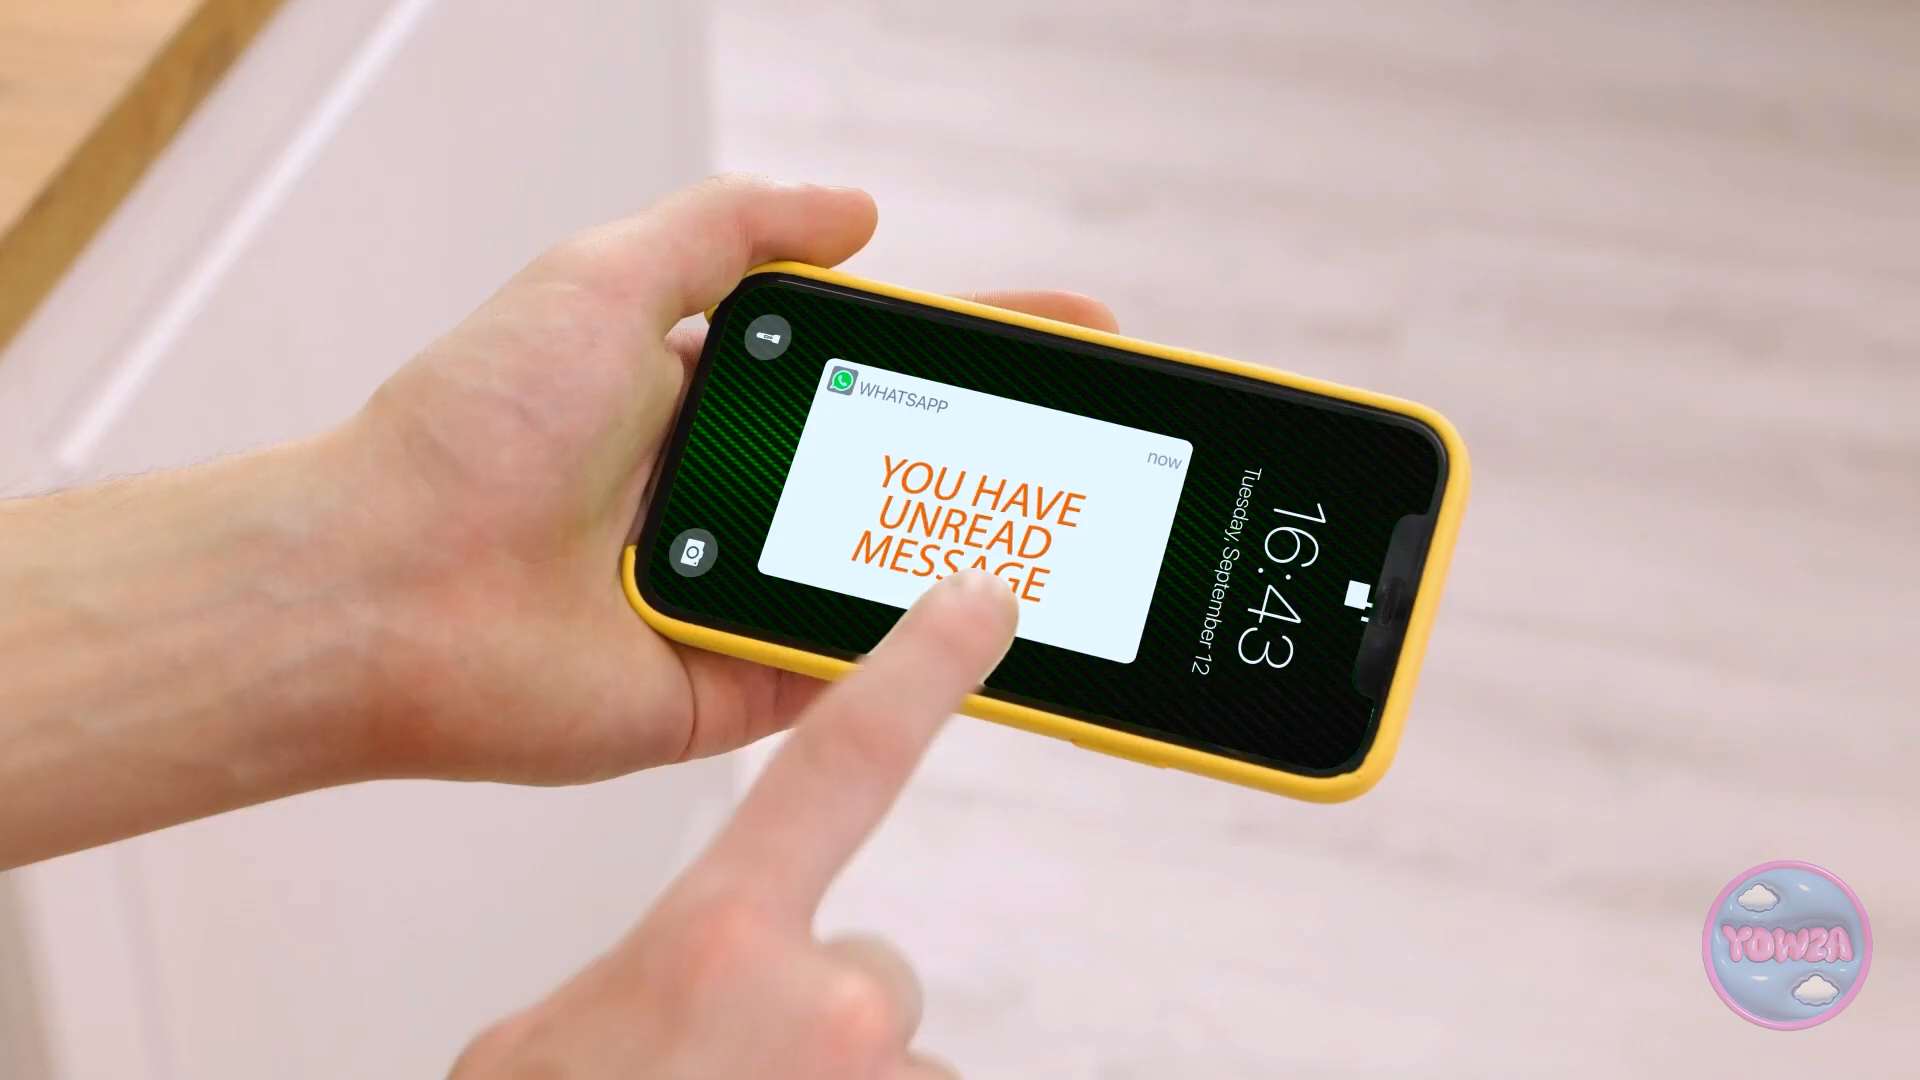 WHATSAPP
now
YOU HAVE
UNREAD
MESSAGE
16:43
Tuesday, September 12
YOWZA